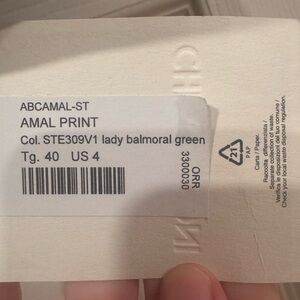 ABCAMAL-ST
AMAL PRINT
Col. STE309V1 lady balmoral green
Tg. 40 US 4
ORR
3300030
21
PAP
Carta / Paper.
Raccolta differenziata /
Separate collection of waste.
Verifica le disposizioni del tuo comune /
Check your local waste disposal regulation.